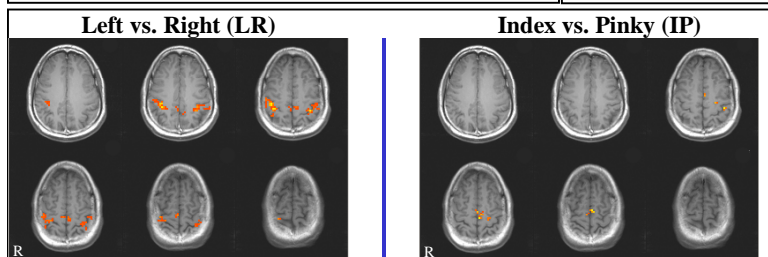 Left vs. Right (LR)
Index vs. Pinky (IP)
R
R